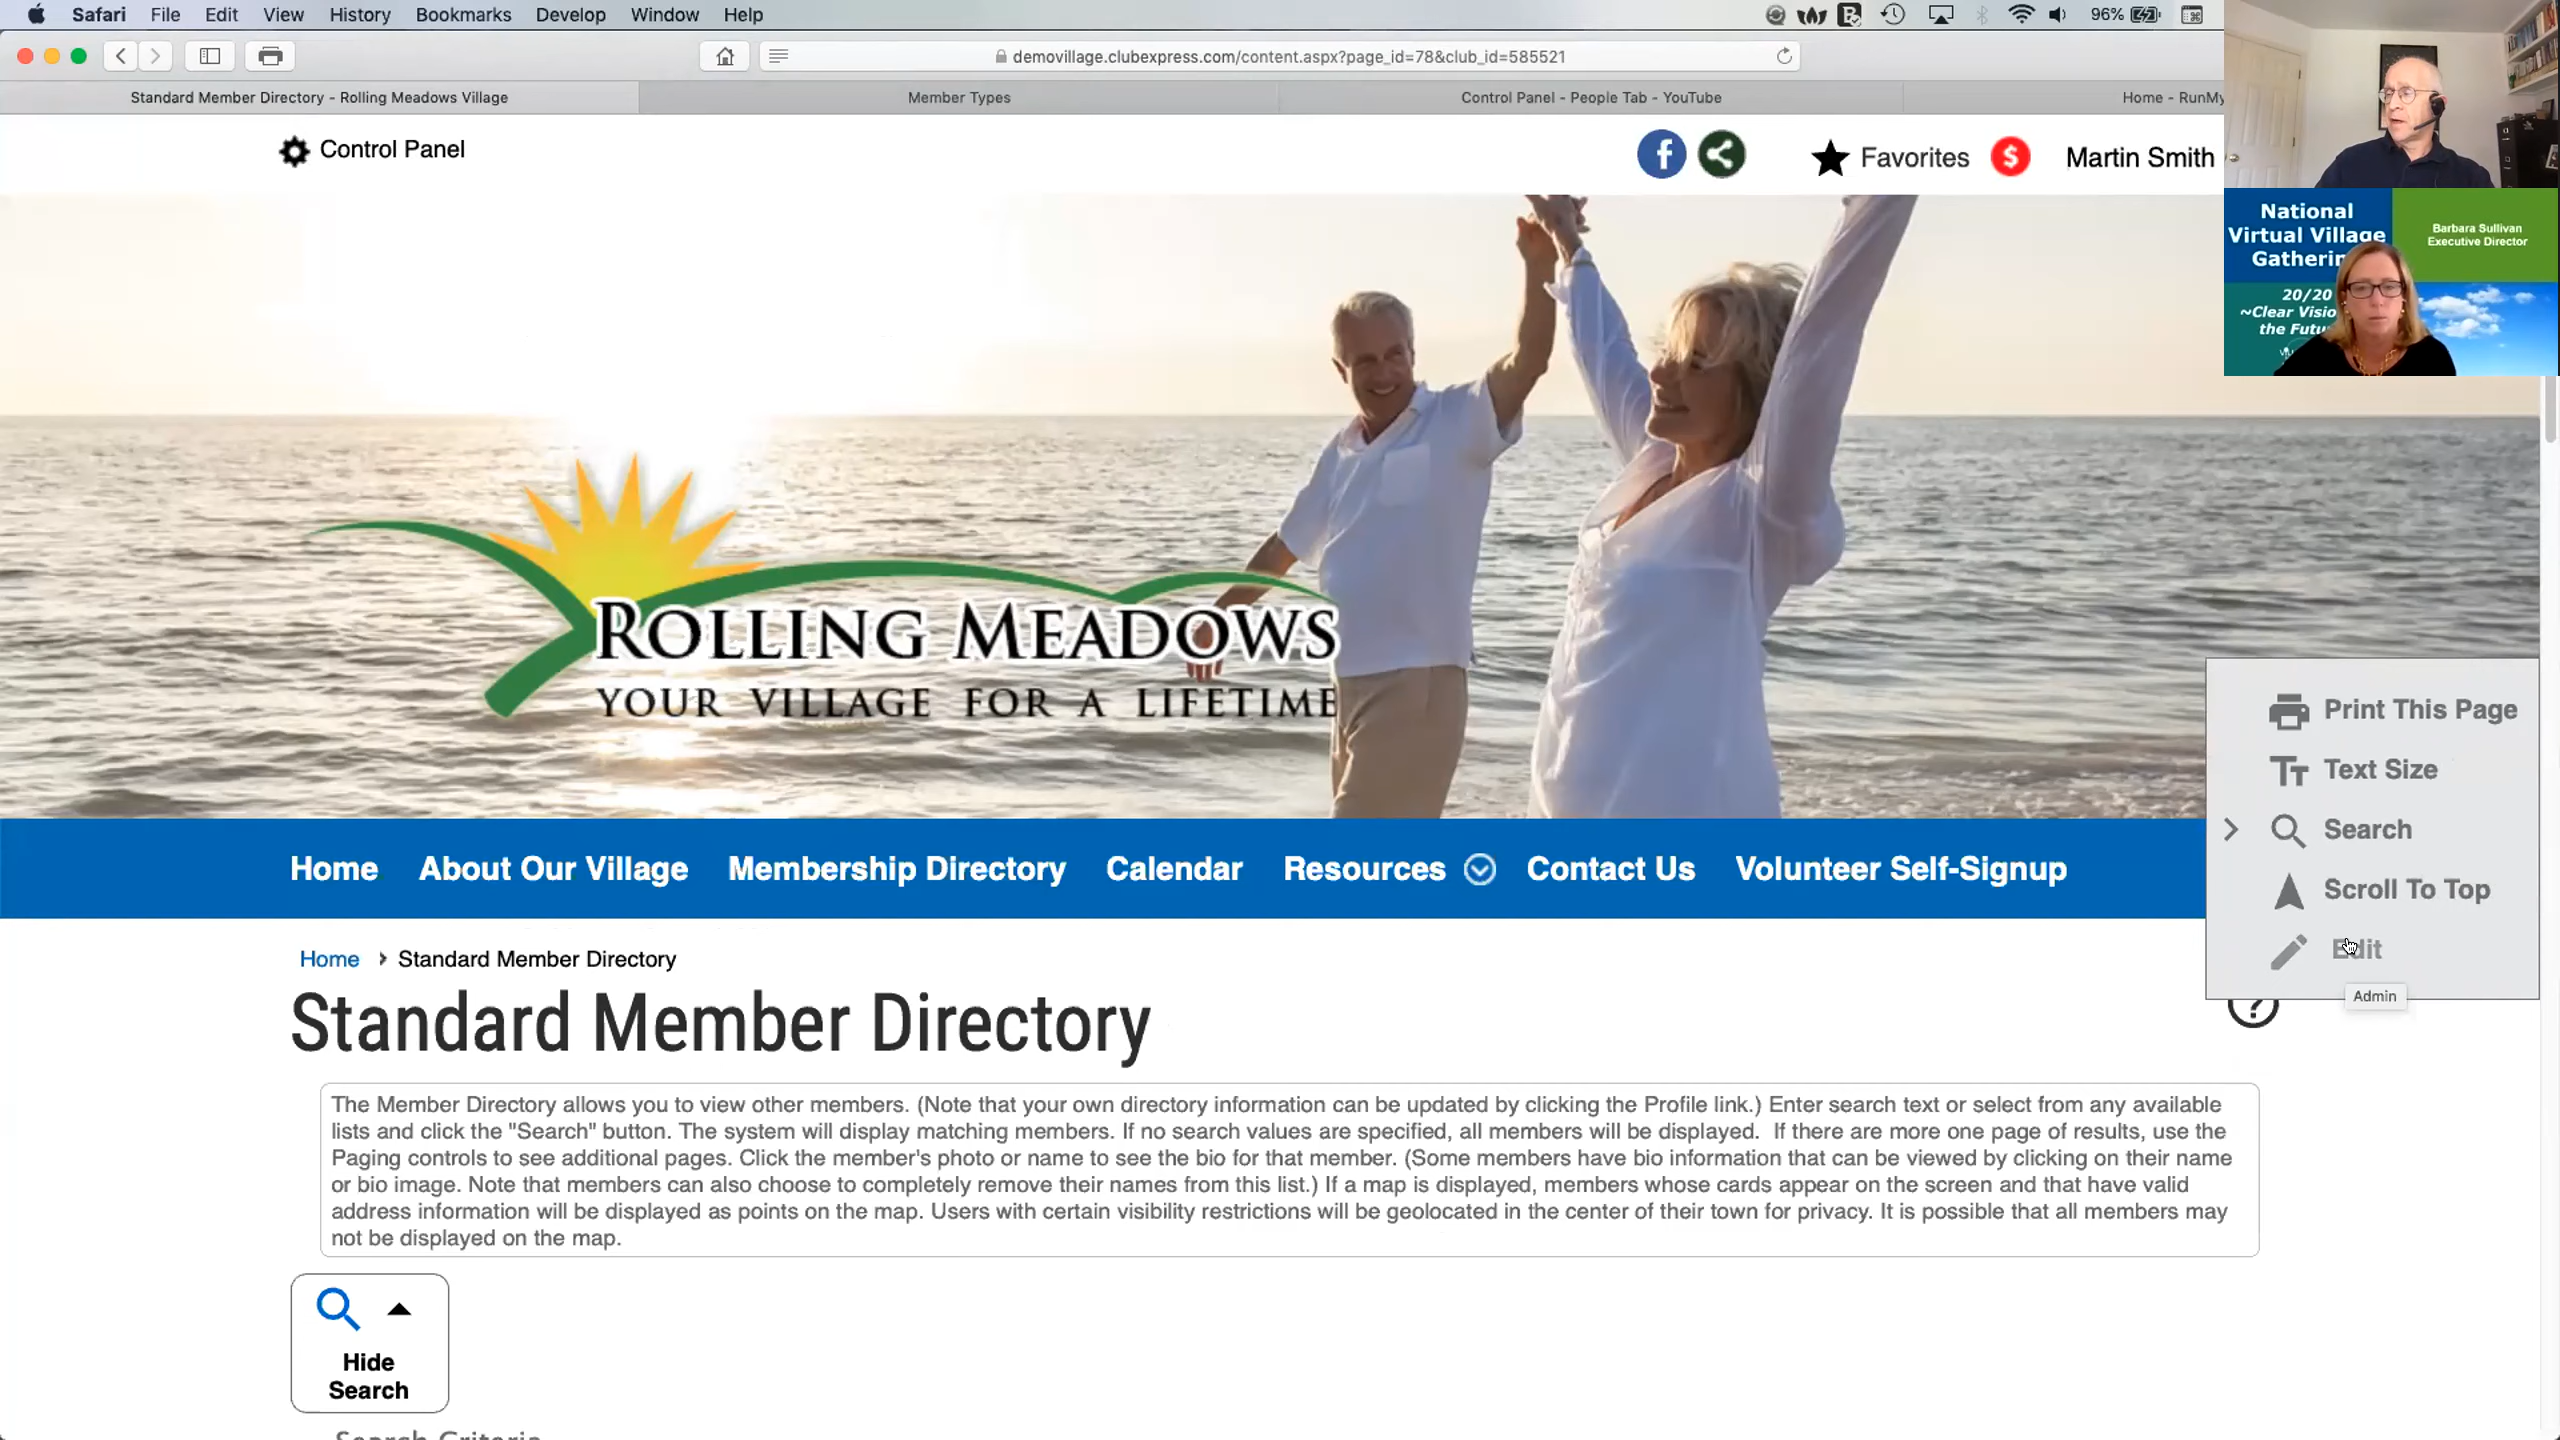 Safari File Edit View History Bookmarks Develop Window Help
96%
demovillage.clubexpress.com/content.aspx?page_id=78&club_id=585521
Standard Member Directory - Rolling Meadows Village
Member Types
Control Panel - People Tab - YouTube
Home - RunMy
Control Panel
Favorites
$
Martin Smith
National
Virtual Village
Barbara Sullivan
Executive Director
20/20
ROLLING MEADOWS
YOUR VILLAGE FOR A LIFETIME
Print This Page
Text Size
Search
Scroll To Top
Edit
Admin
Home About Our Village Membership Directory Calendar Resources Contact Us Volunteer Self-Signup
Home > Standard Member Directory
Standard Member Directory
?
The Member Directory allows you to view other members. (Note that your own directory information can be updated by clicking the Profile link.) Enter search text or select from any available
lists and click the "Search" button. The system will display matching members. If no search values are specified, all members will be displayed. If there are more one page of results, use the
Paging controls to see additional pages. Click the member's photo or name to see the bio for that member. (Some members have bio information that can be viewed by clicking on their name
or bio image. Note that members can also choose to completely remove their names from this list.) If a map is displayed, members whose cards appear on the screen and that have valid
address information will be displayed as points on the map. Users with certain visibility restrictions will be geolocated in the center of their town for privacy. It is possible that all members may
not be displayed on the map.
Hide
Search
Search Criteria